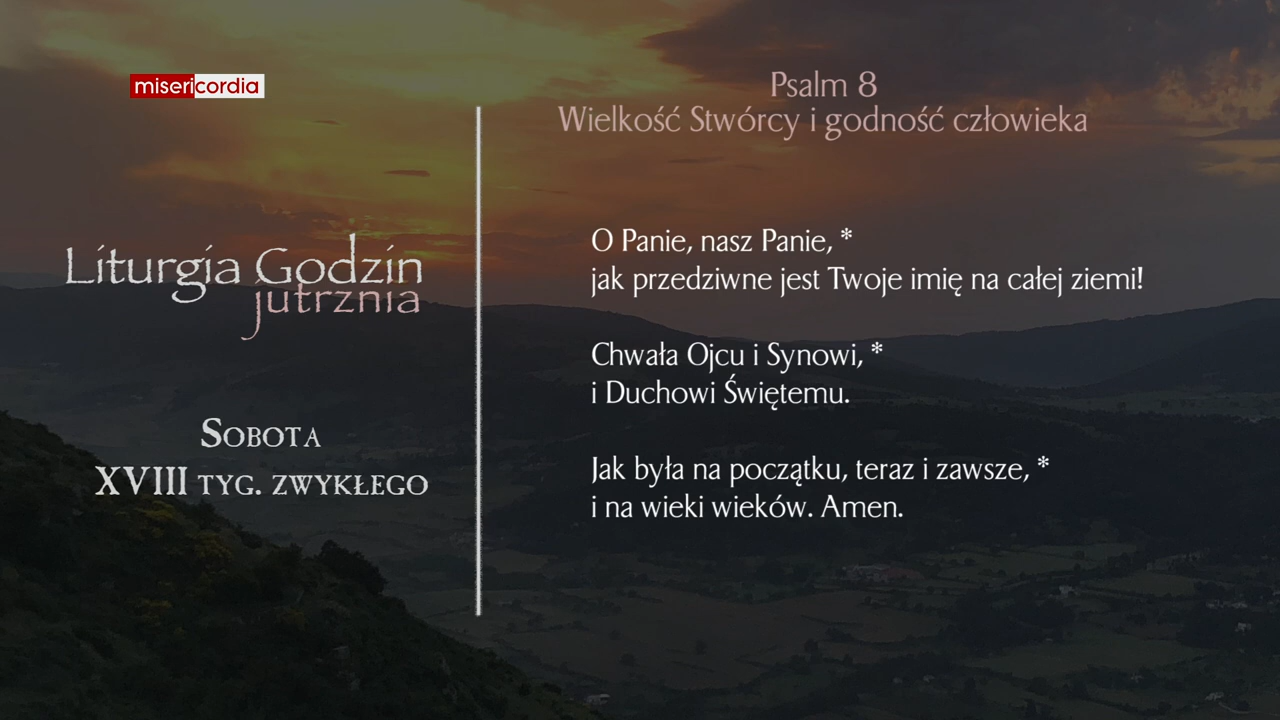 misericordia
Liturgia Godzin
jutrznia
Sobota
XVIII tyg. zwykłego
Psalm 8
Wielkość Stwórcy i godność człowieka
O Panie, nasz Panie, *
jak przedziwne jest Twoje imię na całej ziemi!
Chwała Ojcu i Synowi, *
i Duchowi Świętemu.
Jak była na początku, teraz i zawsze, *
i na wieki wieków. Amen.